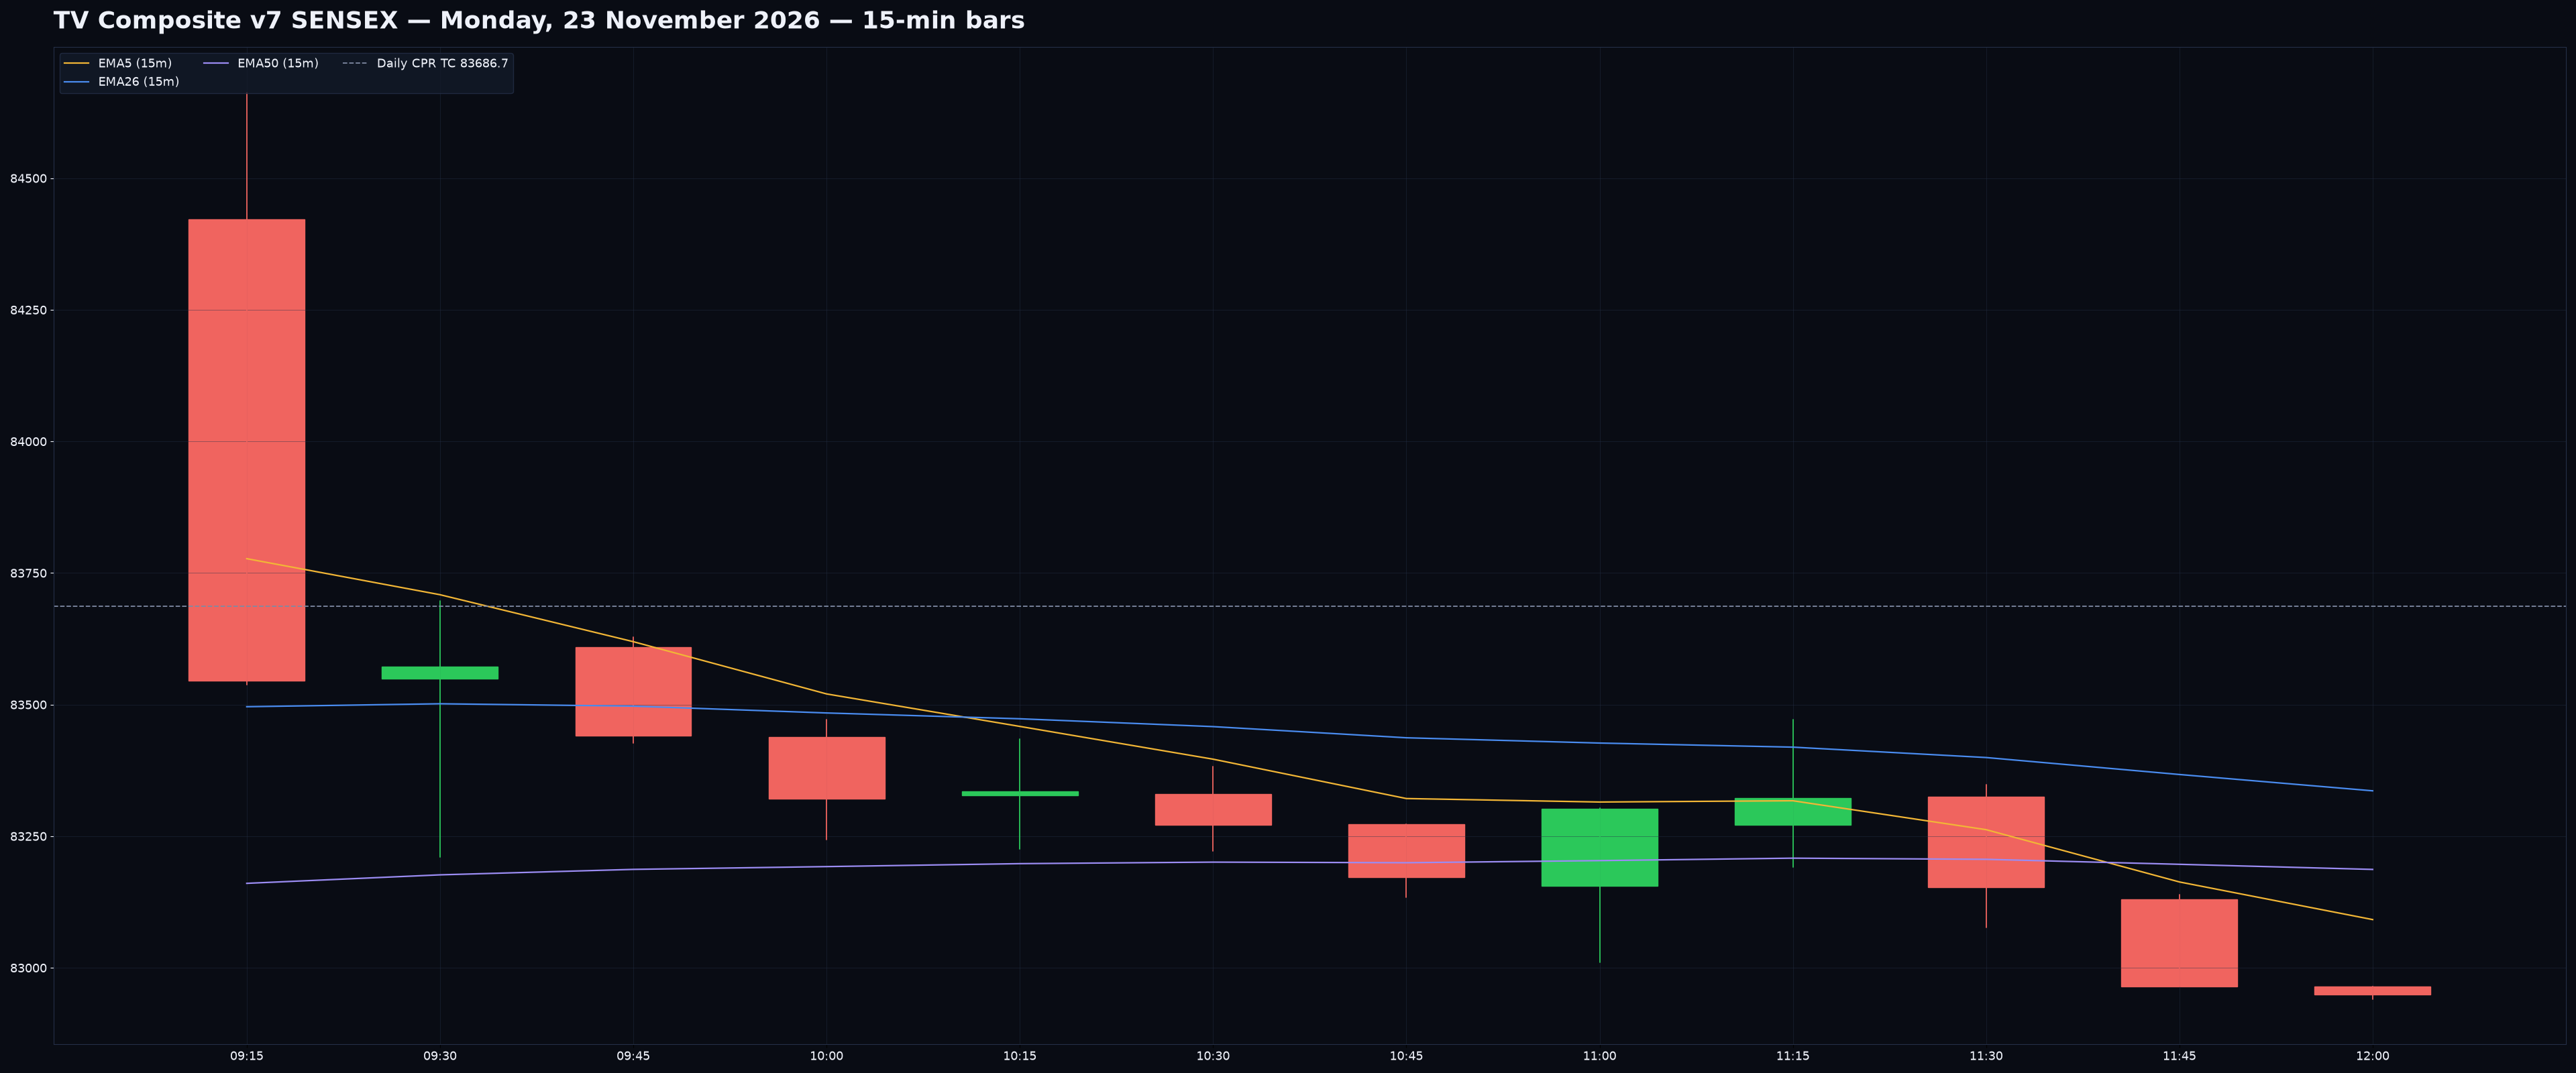 TV Composite v7 SENSEX — Monday, 23 November 2026 — 15-min bars
EMA5 (15m) EMA50 (15m) Daily CPR TC 83686.7
EMA26 (15m)
84500
84250
84000
83750
83500
83250
83000
09:15 09:30 09:45 10:00 10:15 10:30 10:45 11:00 11:15 11:30 11:45 12:00